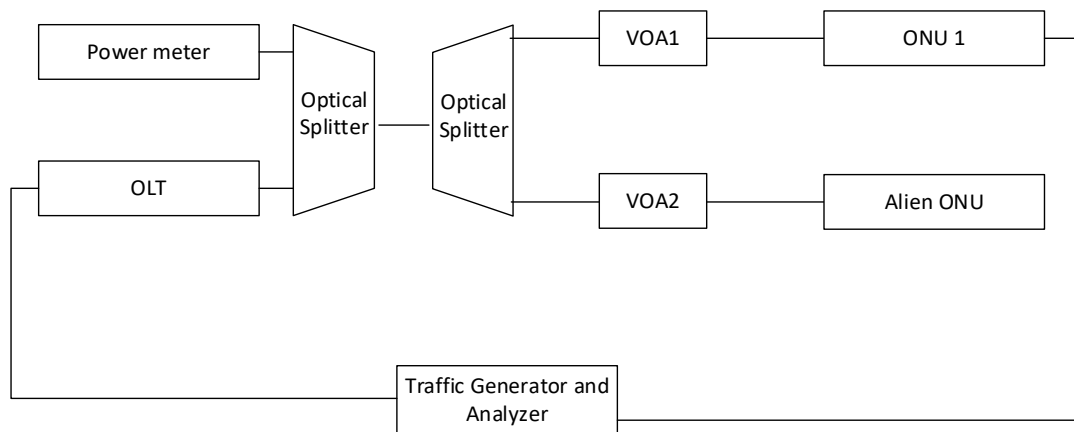 Power meter
Optical
Splitter
Optical
Splitter
VOA1
ONU 1
OLT
VOA2
Alien ONU
Traffic Generator and
Analyzer